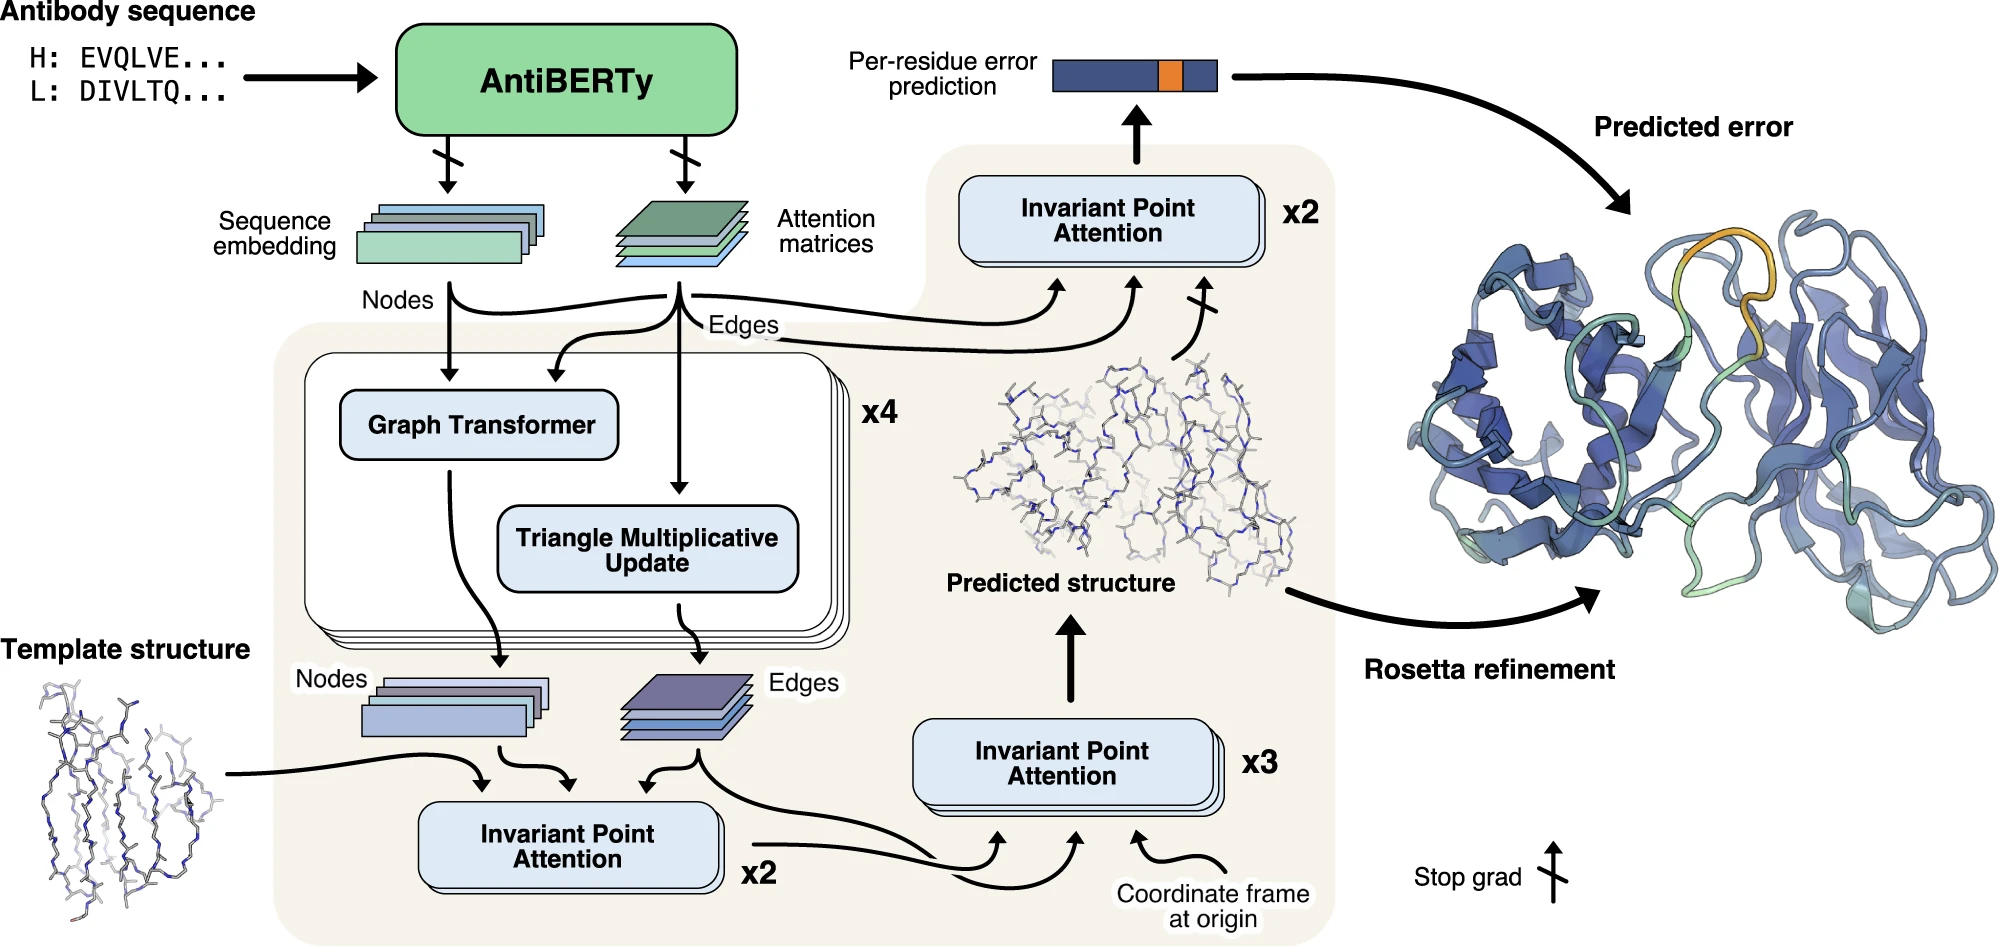 Antibody sequence
H: EVQLVE...
L: DIVLTQ...
AntiBERTy
Sequence
embedding
Attention
matrices
Nodes
Edges
Graph Transformer
Triangle Multiplicative
Update
x4
Template structure
Nodes
Edges
Invariant Point
Attention
x2
Invariant Point
Attention
x3
Coordinate frame
at origin
Predicted structure
Invariant Point
Attention
x2
Per-residue error
prediction
Predicted error
Rosetta refinement
Stop grad